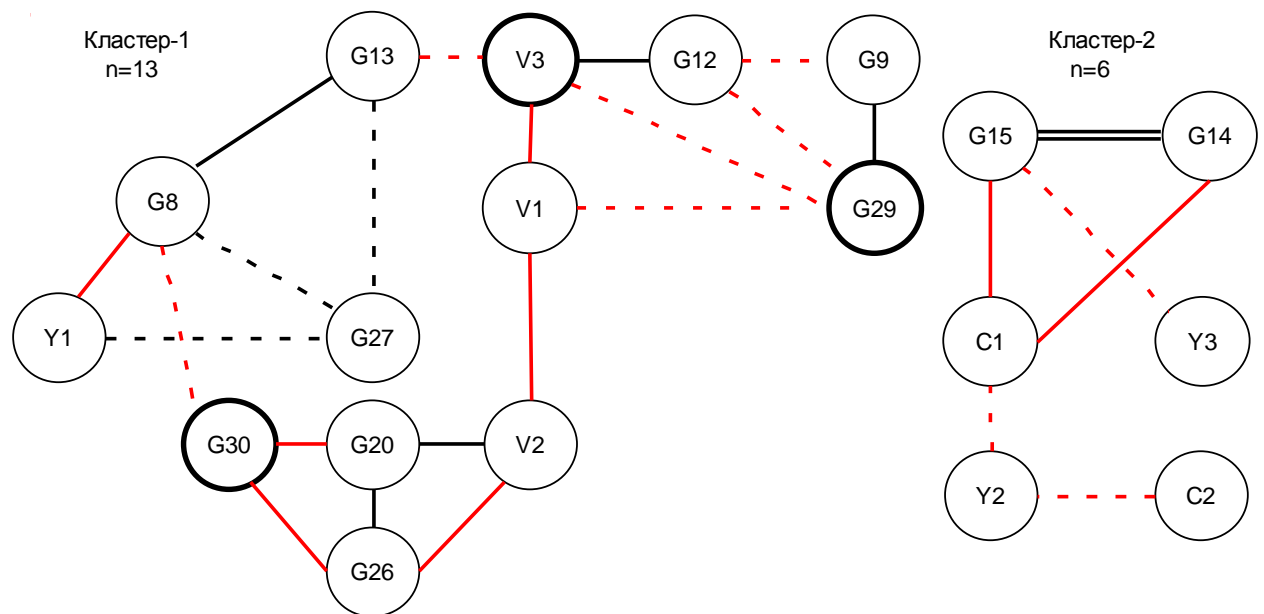 Кластер-1
n=13
G13
V3
G12
G9
Кластер-2
n=6
G15
G14
G8
V1
G29
Y1
G27
C1
Y3
G30
G20
V2
Y2
C2
G26